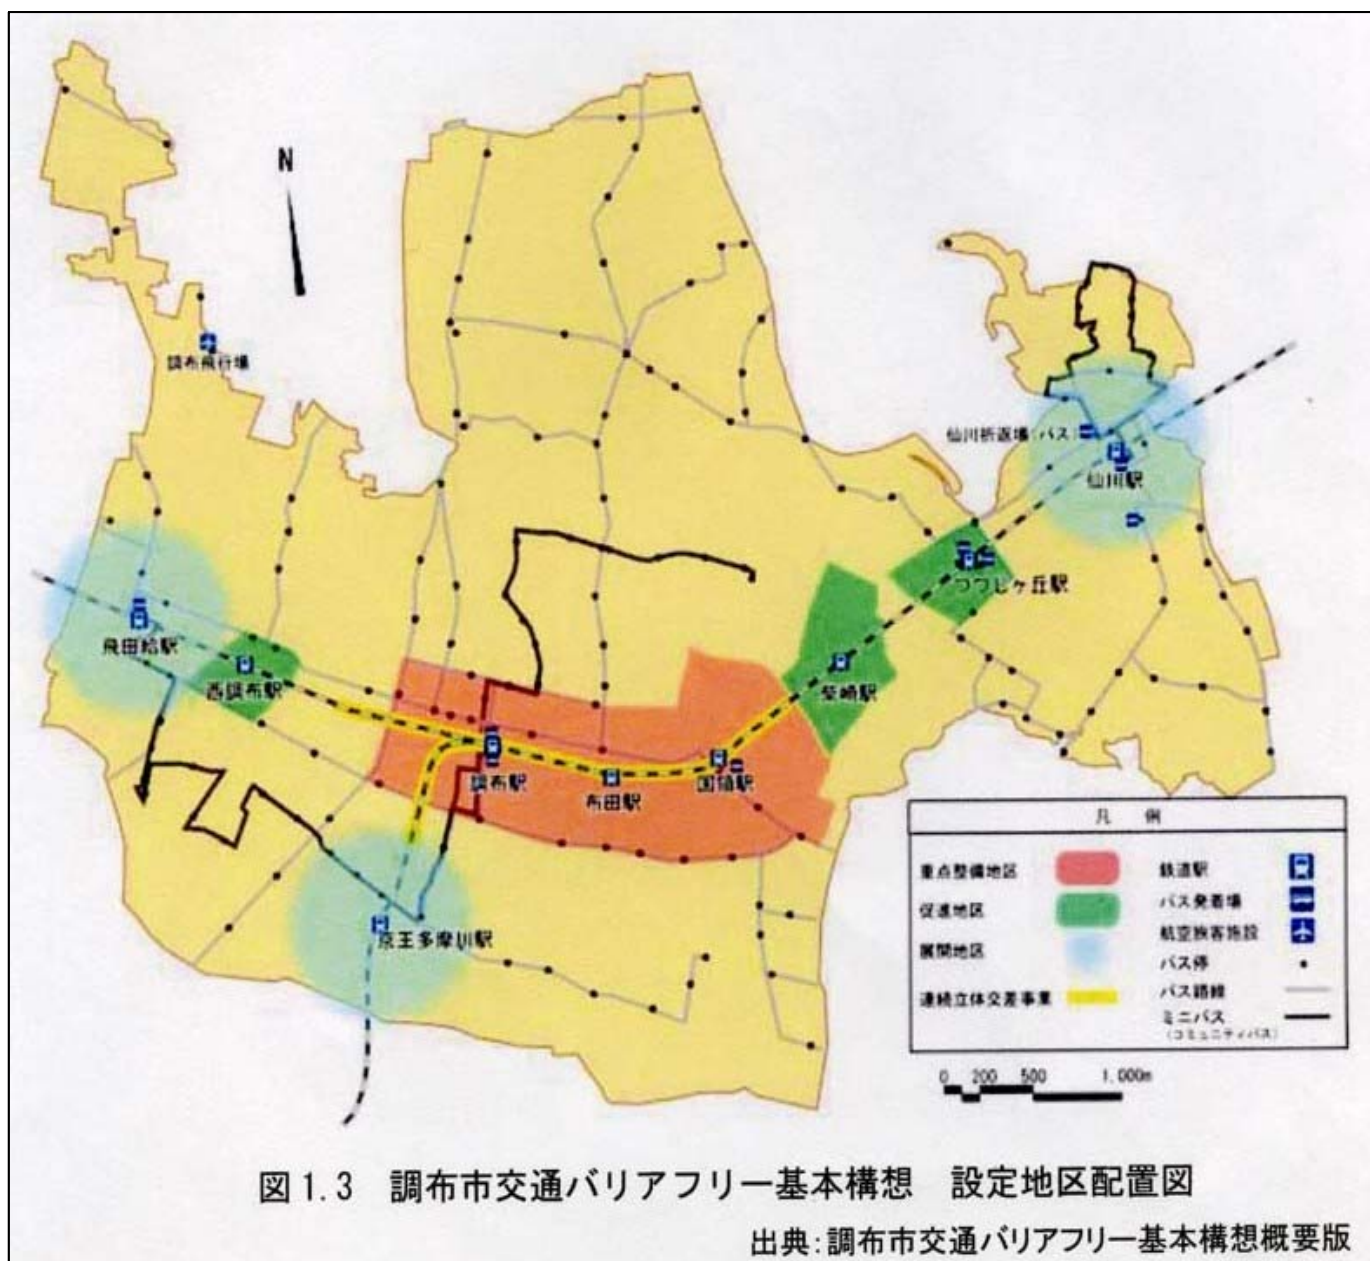 N
調布飛行場
仙川折返場(バス)
仙川駅
つつじヶ丘駅
飛田給駅
西調布駅
柴崎駅
調布駅
布田駅
国領駅
京王多摩川駅
凡 例
重点整備地区
促進地区
展開地区
連続立体交差事業
鉄道駅
バス発着場
航空旅客施設
バス停
バス路線
ミニバス
(コミュニティバス)
0 200 500 1,000m
図1.3 調布市交通バリアフリー基本構想 設定地区配置図
出典:調布市交通バリアフリー基本構想概要版